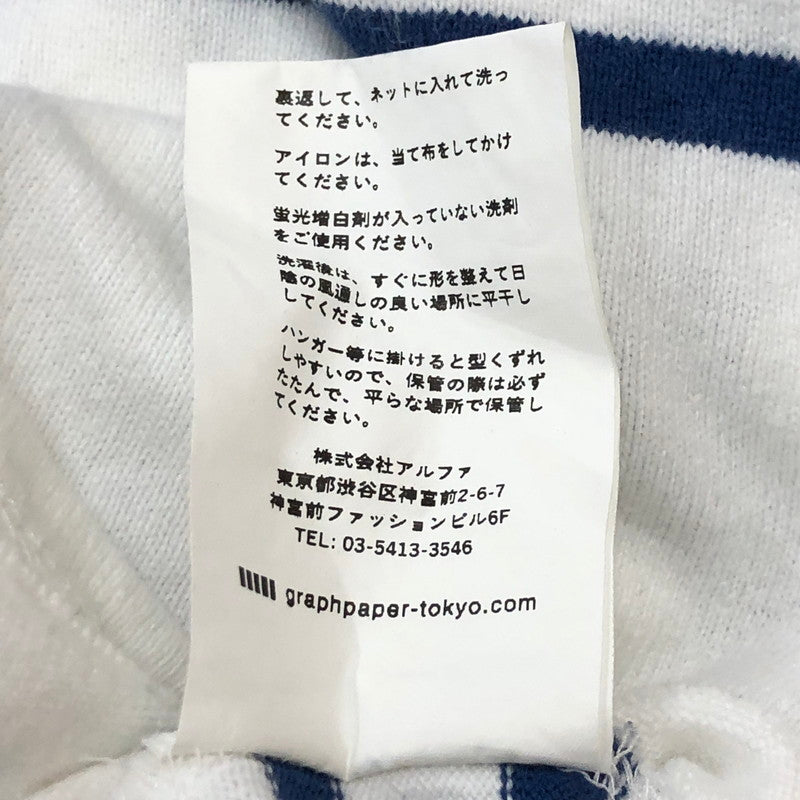 裏返して、ネットに入れて洗っ
てください。
アイロンは、当て布をしてかけ
てください。
蛍光増白剤が入っていない洗剤
をご使用ください。
洗濯後は、すぐに形を整えて日
陰の風通しの良い場所に平干し
してください。
ハンガー等に掛けると型くずれ
しやすいので、保管の際は必ず
たたんで、平らな場所で保管し
てください。
株式会社アルファ
東京都渋谷区神宮前2-6-7
神宮前ファッションビル6F
TEL: 03-5413-3546
graphpaper-tokyo.com